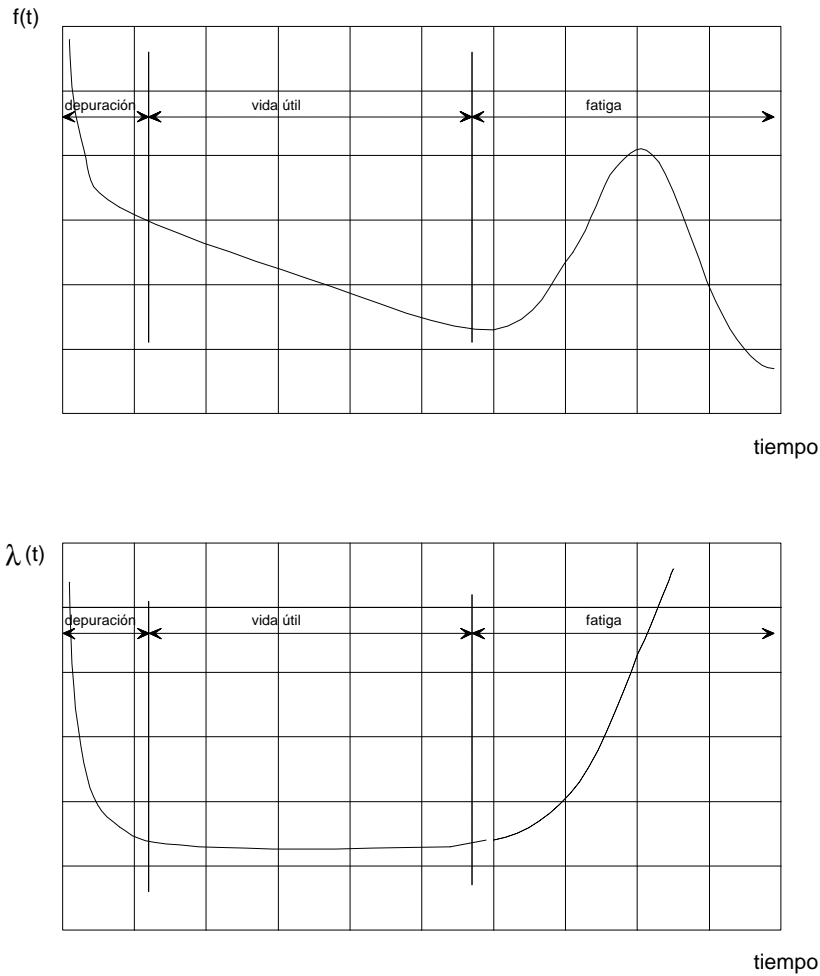 f(t)
depuración vida útil fatiga
tiempo
λ (t)
depuración vida útil fatiga
tiempo